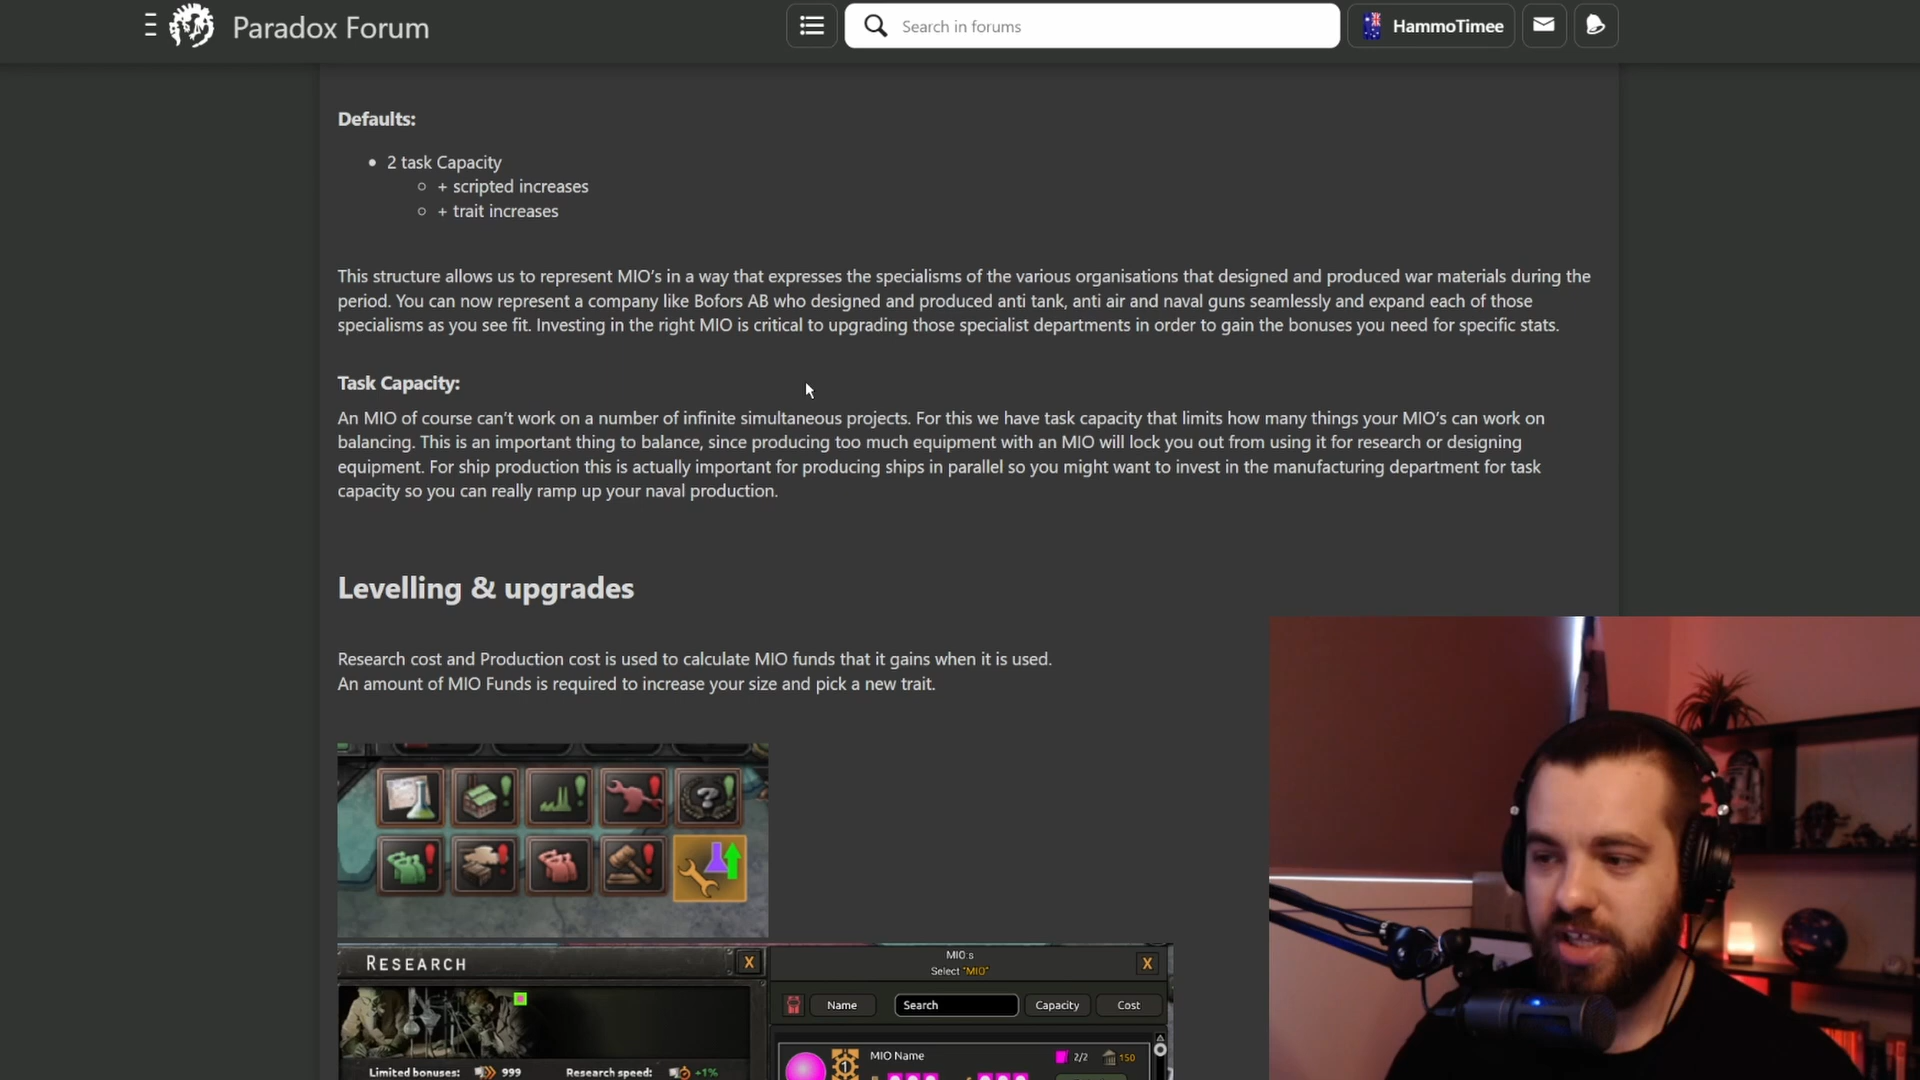 Paradox Forum
Search in forums
HammoTimee
Defaults:
2 task Capacity
+ scripted increases
+ trait increases
This structure allows us to represent MIO's in a way that expresses the specialisms of the various organisations that designed and produced war materials during the
period. You can now represent a company like Bofors AB who designed and produced anti tank, anti air and naval guns seamlessly and expand each of those
specialisms as you see fit. Investing in the right MIO is critical to upgrading those specialist departments in order to gain the bonuses you need for specific stats.
Task Capacity:
An MIO of course can't work on a number of infinite simultaneous projects. For this we have task capacity that limits how many things your MIO's can work on
balancing. This is an important thing to balance, since producing too much equipment with an MIO will lock you out from using it for research or designing
equipment. For ship production this is actually important for producing ships in parallel so you might want to invest in the manufacturing department for task
capacity so you can really ramp up your naval production.
Levelling & upgrades
Research cost and Production cost is used to calculate MIO funds that it gains when it is used.
An amount of MIO Funds is required to increase your size and pick a new trait.
RESEARCH
X
MIO s
Select "MIO"
X
Name
Search
Capacity
Cost
MIO Name
2/2
150
1
Limited bonuses: 999
Research speed: +1%